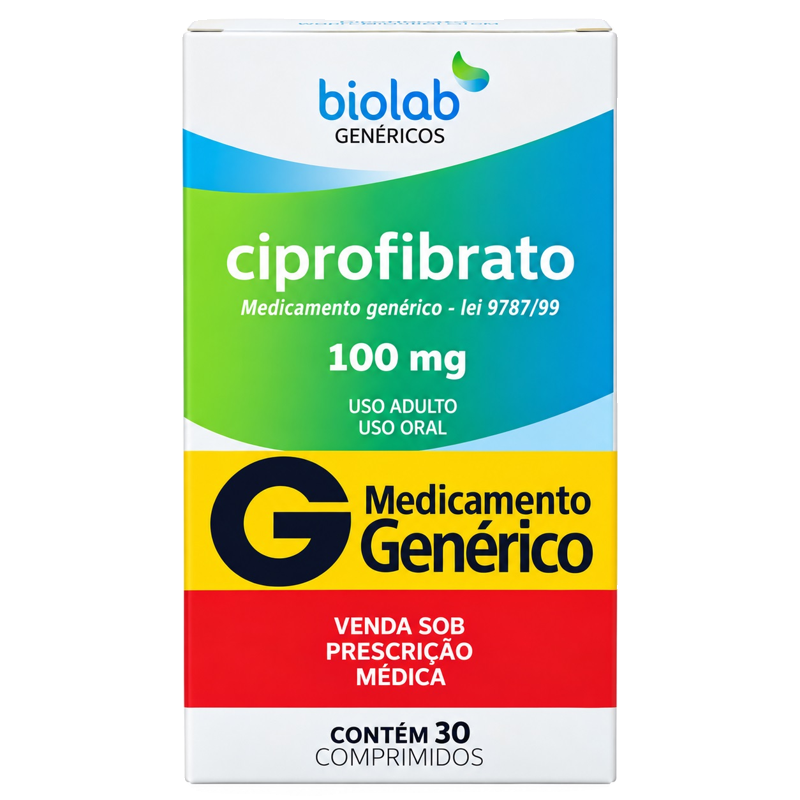 biolab
GENÉRICOS
ciprofibrato
Medicamento genérico - lei 9787/99
100 mg
USO ADULTO
USO ORAL
G Medicamento
Genérico
VENDA SOB
PRESCRIÇÃO
MÉDICA
CONTÉM 30
COMPRIMIDOS